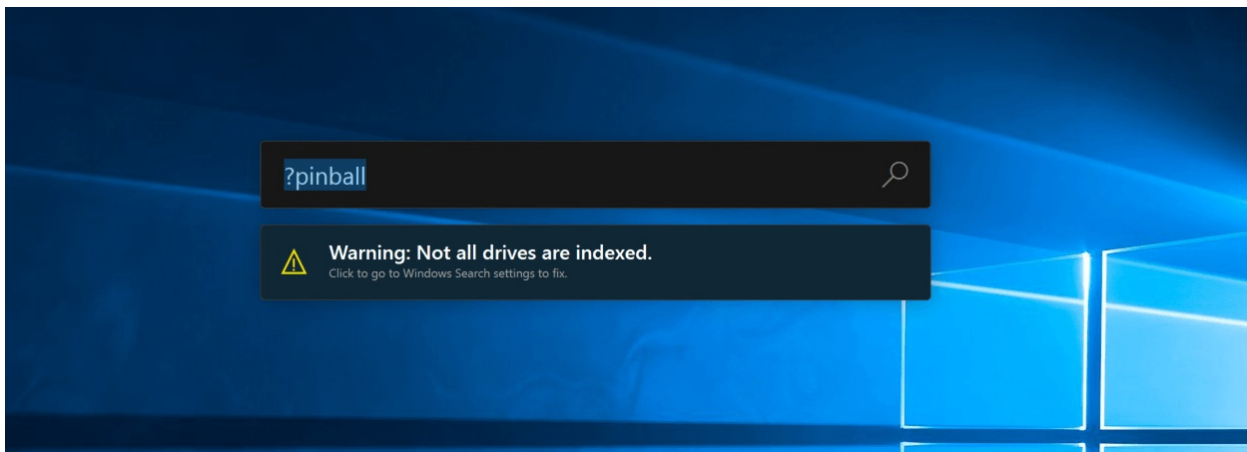 ?pinball
Warning: Not all drives are indexed.
Click to go to Windows Search settings to fix.